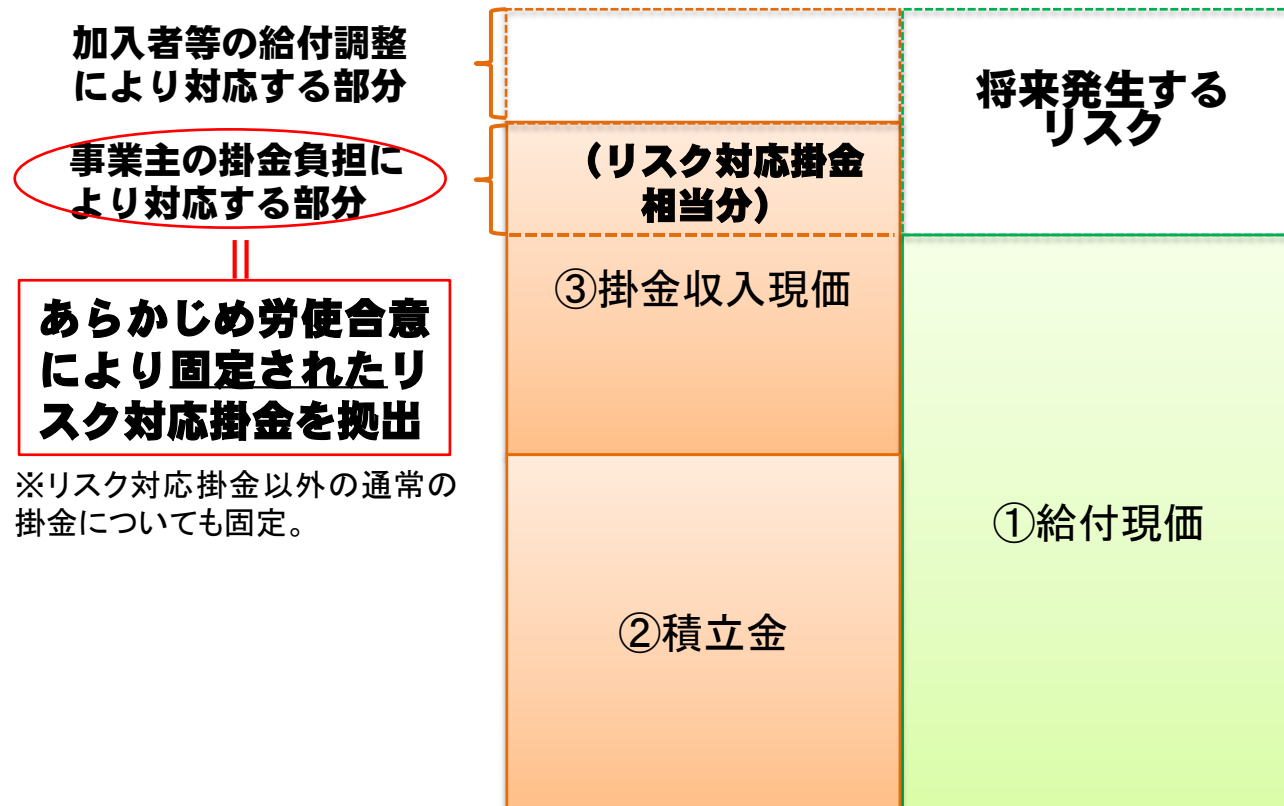 加入者等の給付調整
により対応する部分
事業主の掛金負担に
より対応する部分
||
あらかじめ労使合意
により固定されたリ
スク対応掛金を拠出
※リスク対応掛金以外の通常の
掛金についても固定。
（リスク対応掛金
相当分）
③掛金収入現価
②積立金
将来発生する
リスク
①給付現価